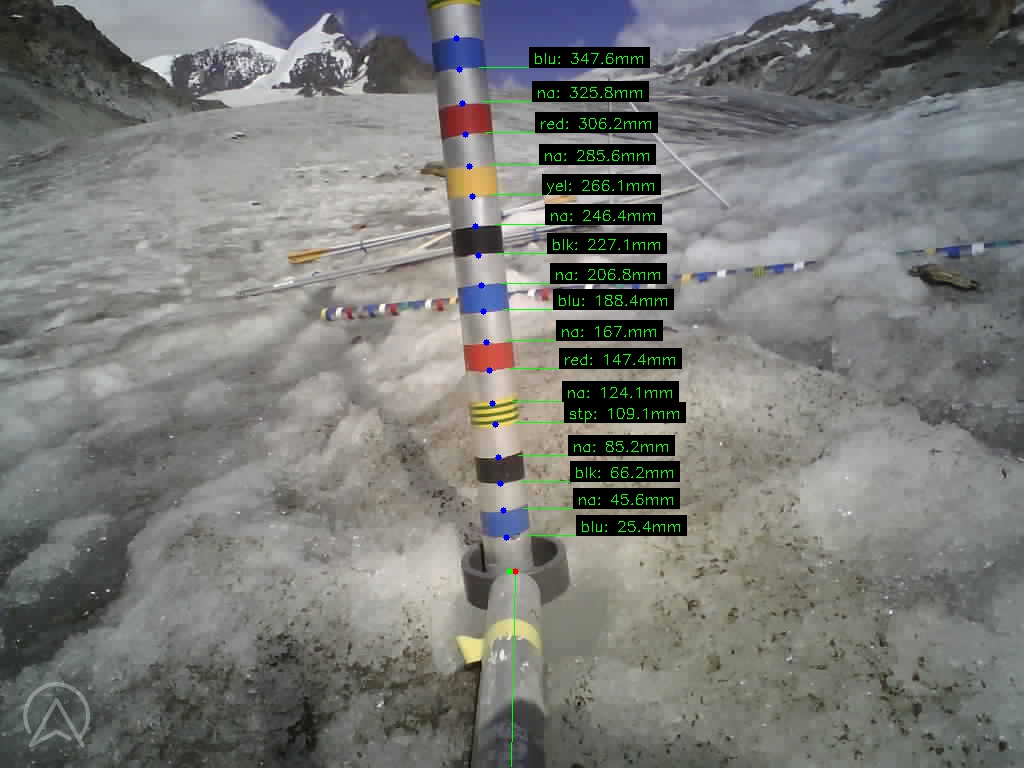 blu: 347.6mm
na: 325.8mm
red: 306.2mm
na: 285.6mm
yel: 266.1mm
na: 246.4mm
blk: 227.1mm
na: 206.8mm
blu: 188.4mm
na: 167.mm
red: 147.4mm
na: 124.1mm
stp: 109.1mm
na: 85.2mm
blk: 66.2mm
na: 45.6mm
blu: 25.4mm